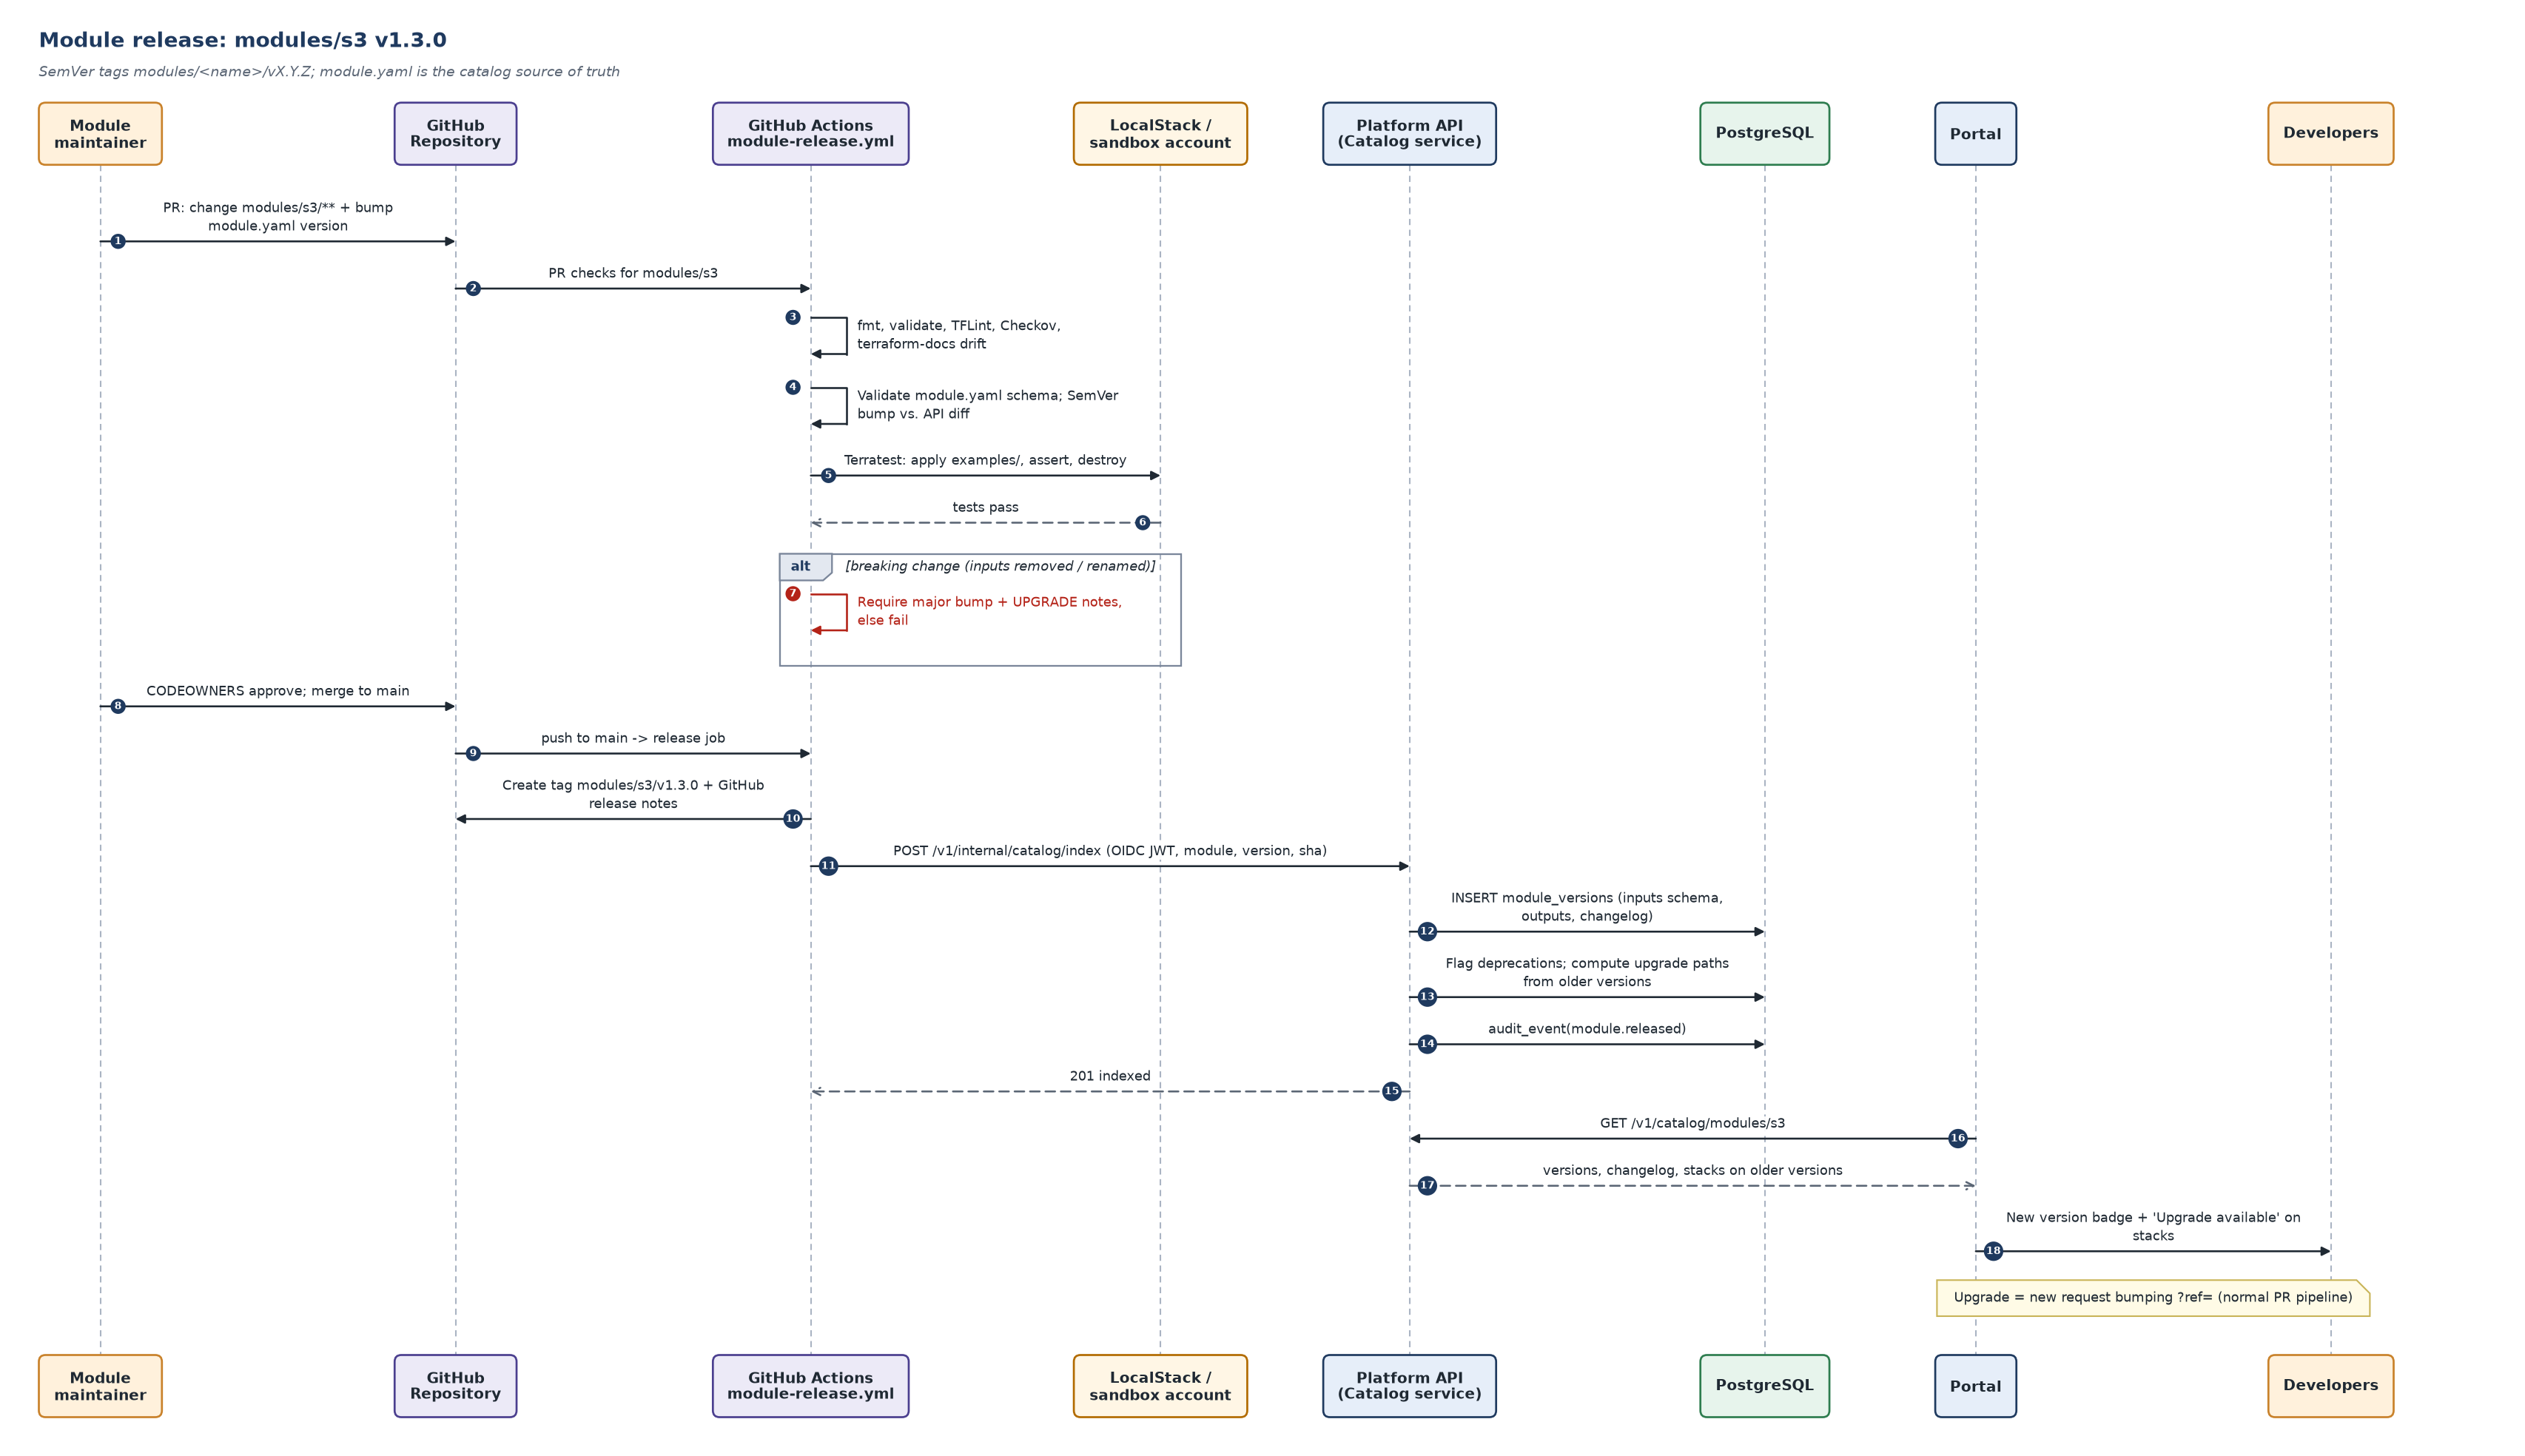 Module release: modules/s3 v1.3.0
SemVer tags modules/<name>/vX.Y.Z; module.yaml is the catalog source of truth
Module
maintainer
GitHub
Repository
GitHub Actions
module-release.yml
LocalStack /
sandbox account
Platform API
(Catalog service)
PostgreSQL
Portal
Developers
PR: change modules/s3/** + bump
module.yaml version
1
PR checks for modules/s3
2
3
fmt, validate, TFLint, Checkov,
terraform-docs drift
4
Validate module.yaml schema; SemVer
bump vs. API diff
Terratest: apply examples/, assert, destroy
5
tests pass
6
alt
[breaking change (inputs removed / renamed)]
7
Require major bump + UPGRADE notes,
else fail
CODEOWNERS approve; merge to main
8
push to main -> release job
9
Create tag modules/s3/v1.3.0 + GitHub
release notes
10
POST /v1/internal/catalog/index (OIDC JWT, module, version, sha)
11
INSERT module_versions (inputs schema,
outputs, changelog)
12
Flag deprecations; compute upgrade paths
from older versions
13
audit_event(module.released)
14
201 indexed
15
GET /v1/catalog/modules/s3
16
versions, changelog, stacks on older versions
17
New version badge + 'Upgrade available' on
stacks
18
Upgrade = new request bumping ?ref= (normal PR pipeline)
Module
maintainer
GitHub
Repository
GitHub Actions
module-release.yml
LocalStack /
sandbox account
Platform API
(Catalog service)
PostgreSQL
Portal
Developers